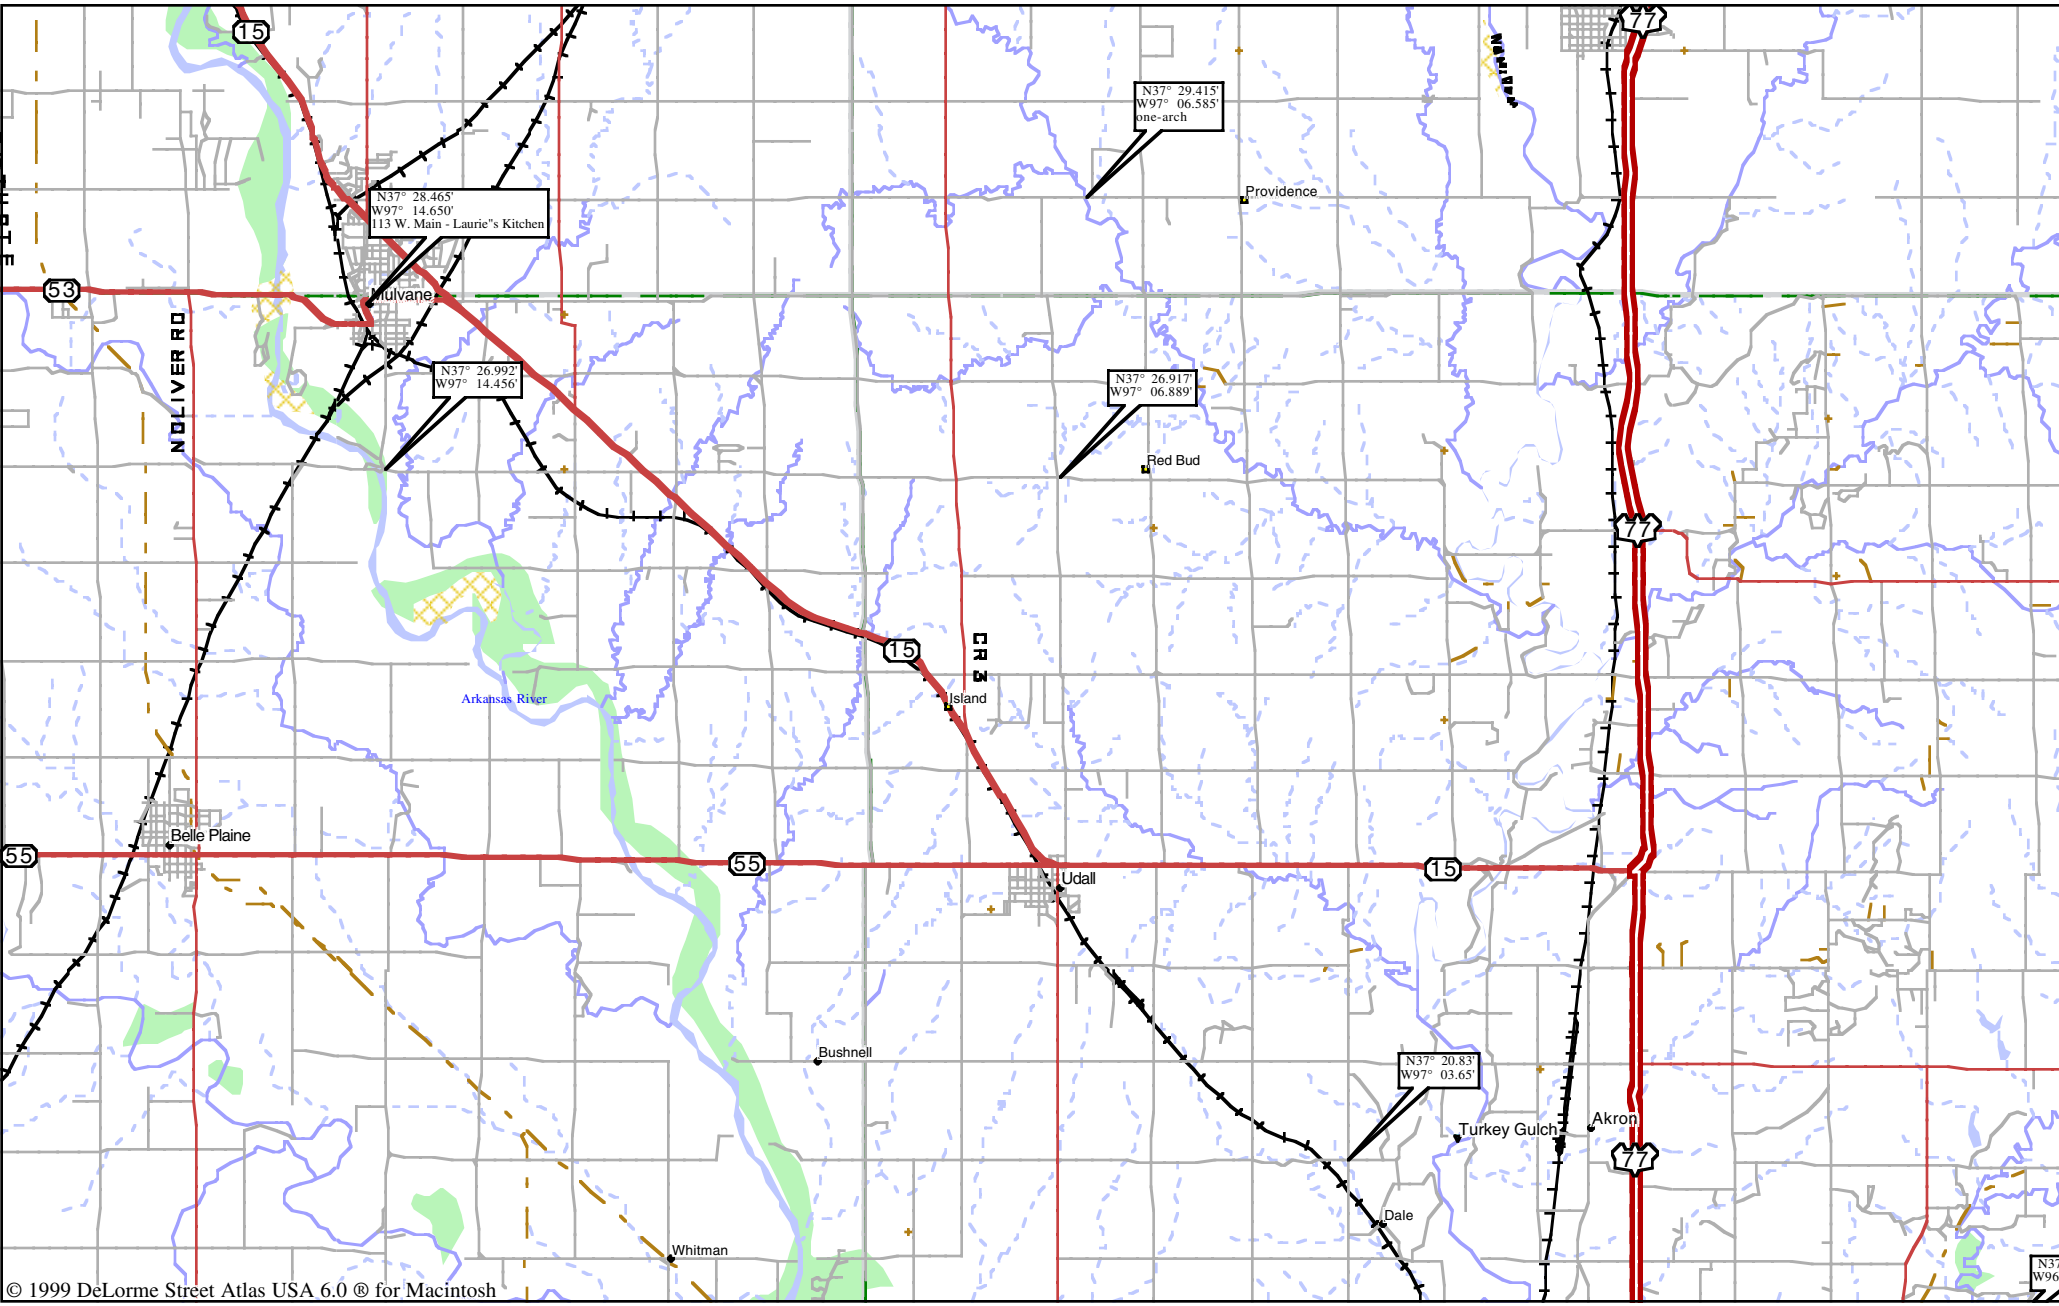 15
77
N37° 29.415'
W97° 06.585'
one-arch
Providence
N37° 28.465'
W97° 14.650'
113 W. Main - Laurie"s Kitchen
53
Mulvane
N OLIVER RD
N37° 26.992'
W97° 14.456'
N37° 26.917'
W97° 06.889'
Red Bud
77
15
CR 3
Island
Arkansas River
Belle Plaine
55
55
15
Udall
Bushnell
N37° 20.83'
W97° 03.65'
Turkey Gulch
Akron
77
Dale
Whitman
N37
W96
© 1999 DeLorme Street Atlas USA 6.0 ® for Macintosh